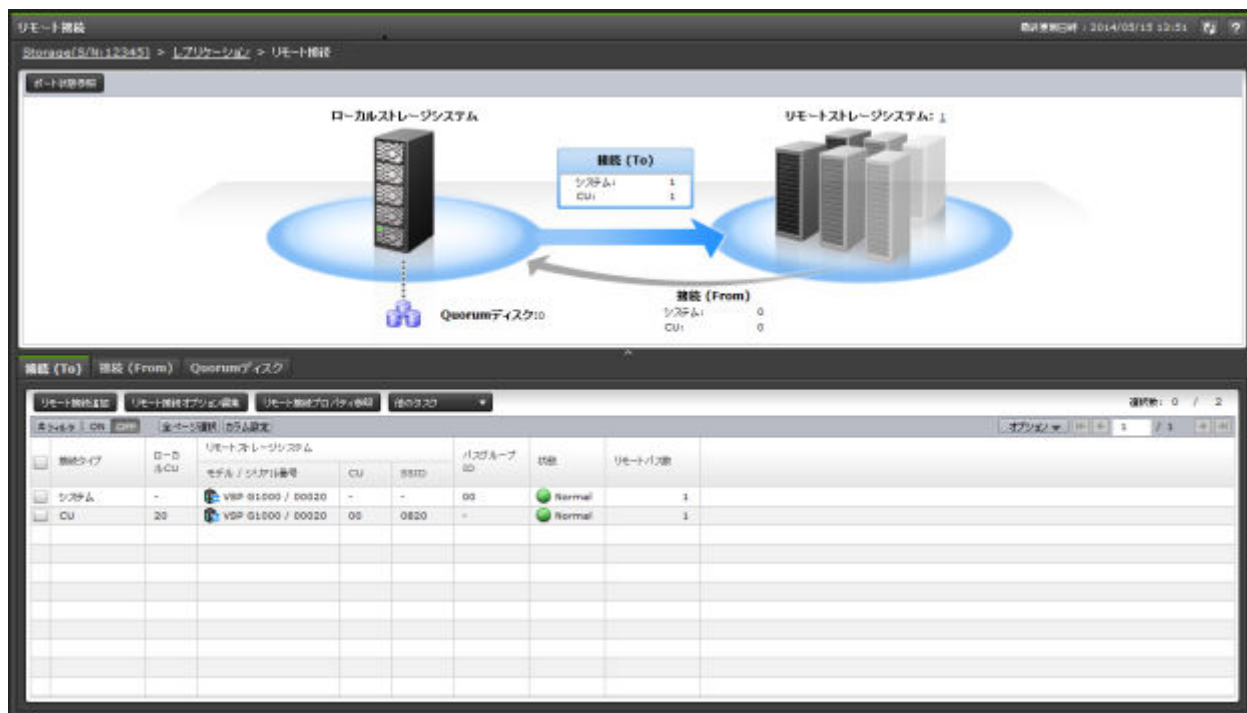 リモート接続
最終更新日時 : 2014/05/15 13:51
?
Storage(S/N:12345) > レプリケーション > リモート接続
ポート状態参照
ローカルストレージシステム
リモートストレージシステム: 1
接続 (To)
システム: 1
CU: 1
接続 (From)
システム: 0
CU: 0
Quorumディスク:0
接続 (To) 接続 (From) Quorumディスク
リモート接続追加 リモート接続オプション編集 リモート接続プロパティ参照 他のタスク
選択数: 0 / 2
フィルタ ON OFF 全ページ選択 カラム設定 オプション 1 / 1
接続タイプ ローカルCU リモートストレージシステム パスグループID 状態 リモートパス数
モデル / シリアル番号 CU SSID
システム - VSP G1000 / 00020 - - 00 Normal 1
CU 20 VSP G1000 / 00020 00 0820 - Normal 1